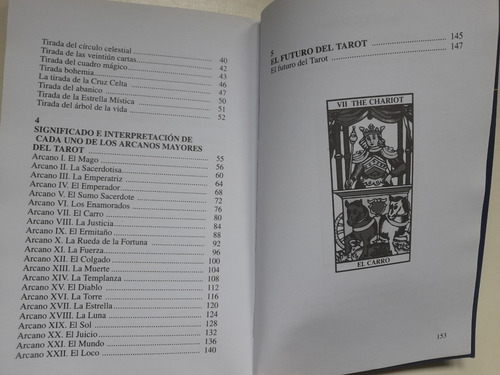 Tirada del círculo celestial 40
Tirada de las veintiún cartas 42
Tirada del cuadro mágico 43
Tirada bohemia 46
La tirada de la Cruz Celta 47
Tirada del abanico 50
Tirada de la Estrella Mística 51
Tirada del árbol de la vida 52
4
SIGNIFICADO E INTERPRETACIÓN DE
CADA UNO DE LOS ARCANOS MAYORES
DEL TAROT 55
Arcano I. El Mago 56
Arcano II. La Sacerdotisa 60
Arcano III. La Emperatriz 64
Arcano IV. El Emperador 68
Arcano V. El Sumo Sacerdote 72
Arcano VI. Los Enamorados 76
Arcano VII. El Carro 80
Arcano VIII. La Justicia 84
Arcano IX. El Ermitaño 88
Arcano X. La Rueda de la Fortuna 92
Arcano XI. La Fuerza 96
Arcano XII. El Colgado 100
Arcano XIII. La Muerte 104
Arcano XIV. La Templanza 108
Arcano XV. El Diablo 112
Arcano XVI. La Torre 116
Arcano XVII. La Estrella 120
Arcano XVIII. La Luna 124
Arcano XIX. El Sol 128
Arcano XX. El Juicio 132
Arcano XXI. El Mundo 136
Arcano XXII. El Loco 140
5
EL FUTURO DEL TAROT 145
El futuro del Tarot 147
VII THE CHARIOT
EL CARRO
153